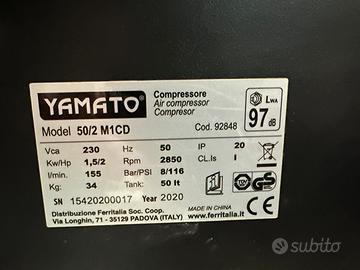 YAMATO®
Compressore
Air compressor
Compresor
LWA
97 dB
Model 50/2 M1CD
Cod. 92848
Vca 230 Hz 50 IP 20
Kw/Hp 1,5/2 RPM 2850 CL.Is I
l/min. 155 Bar/PSI 8/116
Kg: 34 Tank: 50 lt
SN 15420200017 Year 2020
Distribuzione Ferritalia Soc. Coop.
Via Longhin, 71 - 35129 PADOVA (ITALY)
www.ferritalia.it
MADE IN CHINA
subito